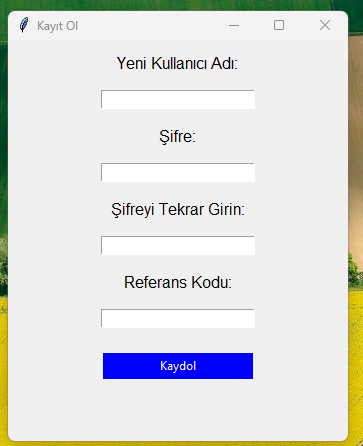 Kayıt Ol
Yeni Kullanıcı Adı:
Şifre:
Şifreyi Tekrar Girin:
Referans Kodu:
Kaydol